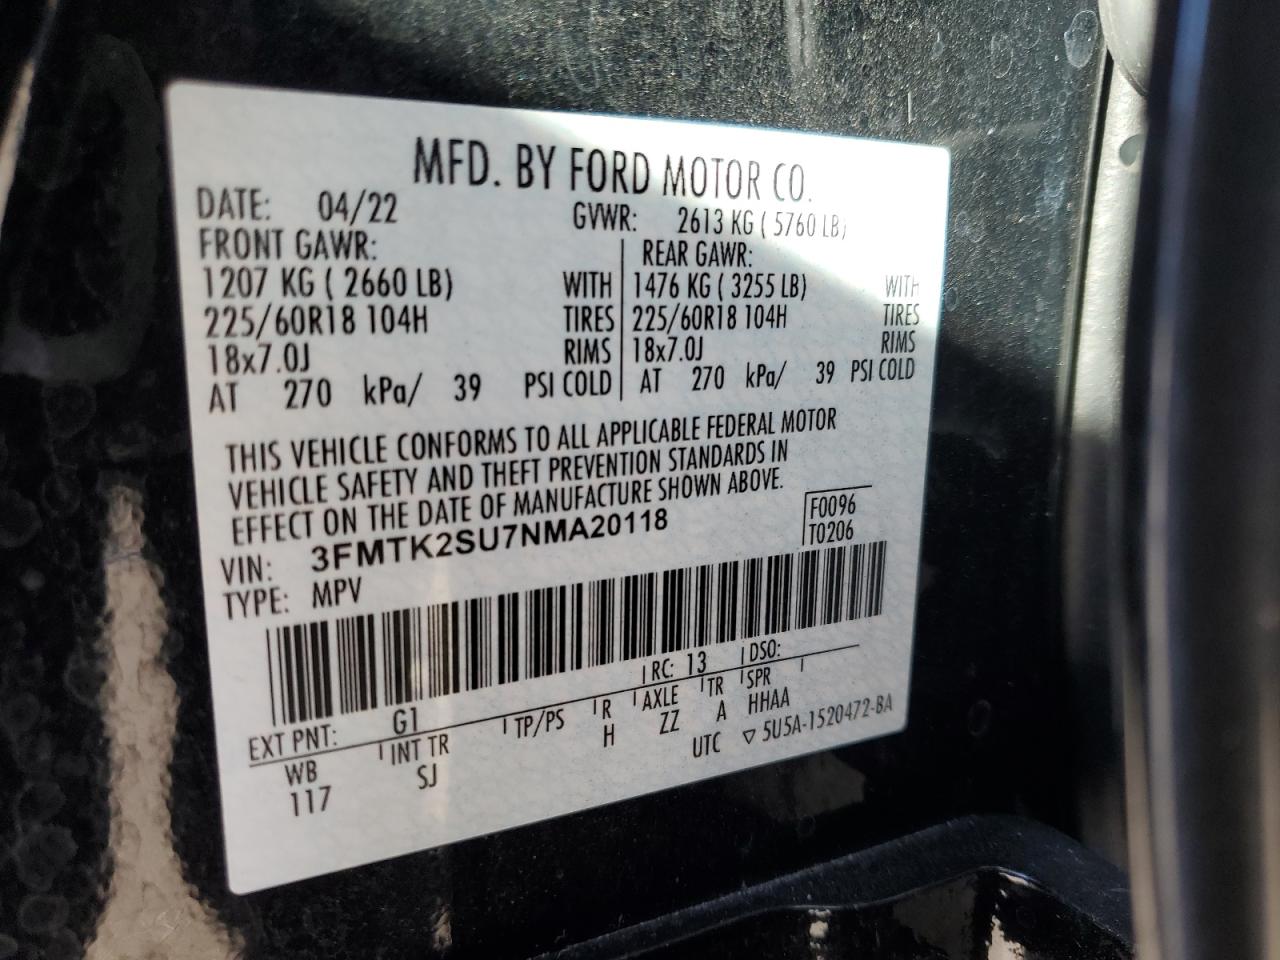 MFD. BY FORD MOTOR CO.
DATE: 04/22 GVWR: 2613 KG ( 5760 LB)
FRONT GAWR: REAR GAWR:
1207 KG ( 2660 LB) WITH 1476 KG ( 3255 LB) WITH
225/60R18 104H TIRES 225/60R18 104H TIRES
18x7.0J RIMS 18x7.0J RIMS
AT 270 kPa/ 39 PSI COLD AT 270 kPa/ 39 PSI COLD
THIS VEHICLE CONFORMS TO ALL APPLICABLE FEDERAL MOTOR
VEHICLE SAFETY AND THEFT PREVENTION STANDARDS IN
EFFECT ON THE DATE OF MANUFACTURE SHOWN ABOVE.
F0096
VIN: 3FMTK2SU7NMA20118 T0206
TYPE: MPV
EXT PNT: G1 RC: 13 DSO:
WB INT TR TP/PS R AXLE TR SPR
117 SJ H ZZ A HHAA
UTC ▽ 5U5A-1520472-BA